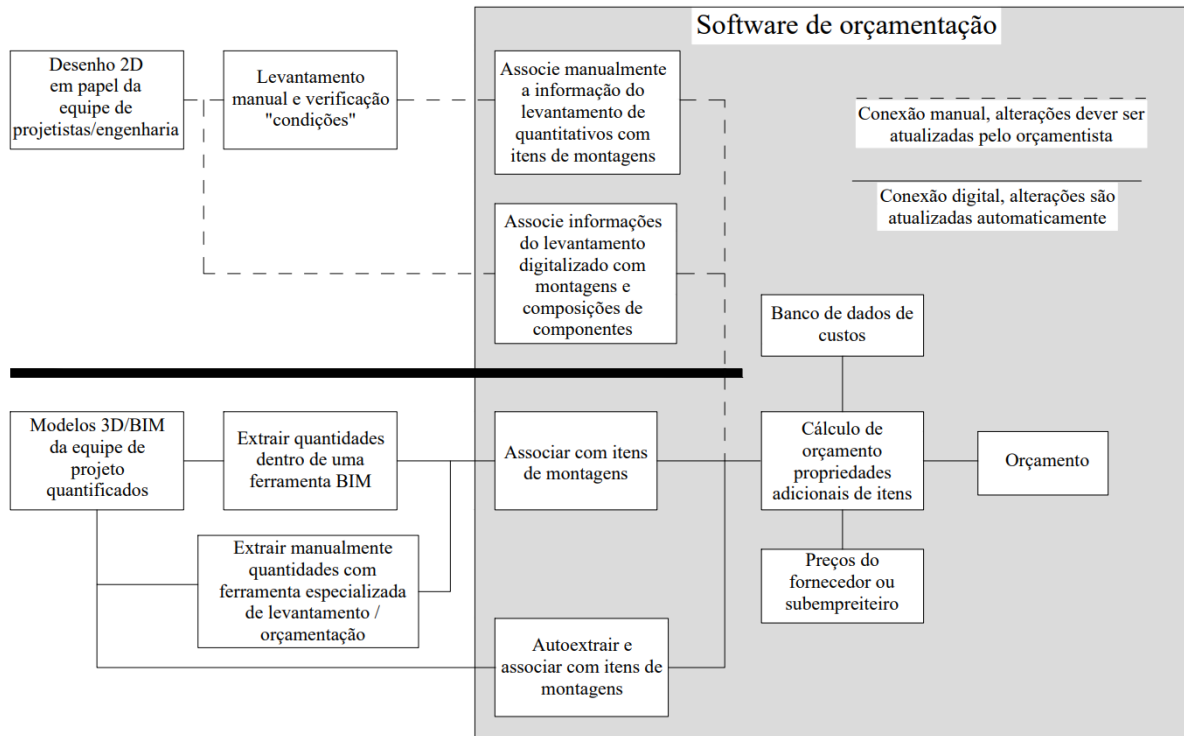 Software de orçamentação
Desenho 2D
em papel da
equipe de
projetistas/engenharia
Levantamento
manual e verificação
"condições"
Associe manualmente
a informação do
levantamento de
quantitativos com
itens de montagens
Conexão manual, alterações dever ser
atualizadas pelo orçamentista
Conexão digital, alterações são
atualizadas automaticamente
Associe informações
do levantamento
digitalizado com
montagens e
composições de
componentes
Banco de dados de
custos
Modelos 3D/BIM
da equipe de
projeto
quantificados
Extrair quantidades
dentro de uma
ferramenta BIM
Associar com itens
de montagens
Cálculo de
orçamento
propriedades
adicionais de itens
Orçamento
Extrair manualmente
quantidades com
ferramenta especializada
de levantamento /
orçamentação
Preços do
fornecedor ou
subempreiteiro
Autoextrair e
associar com itens de
montagens